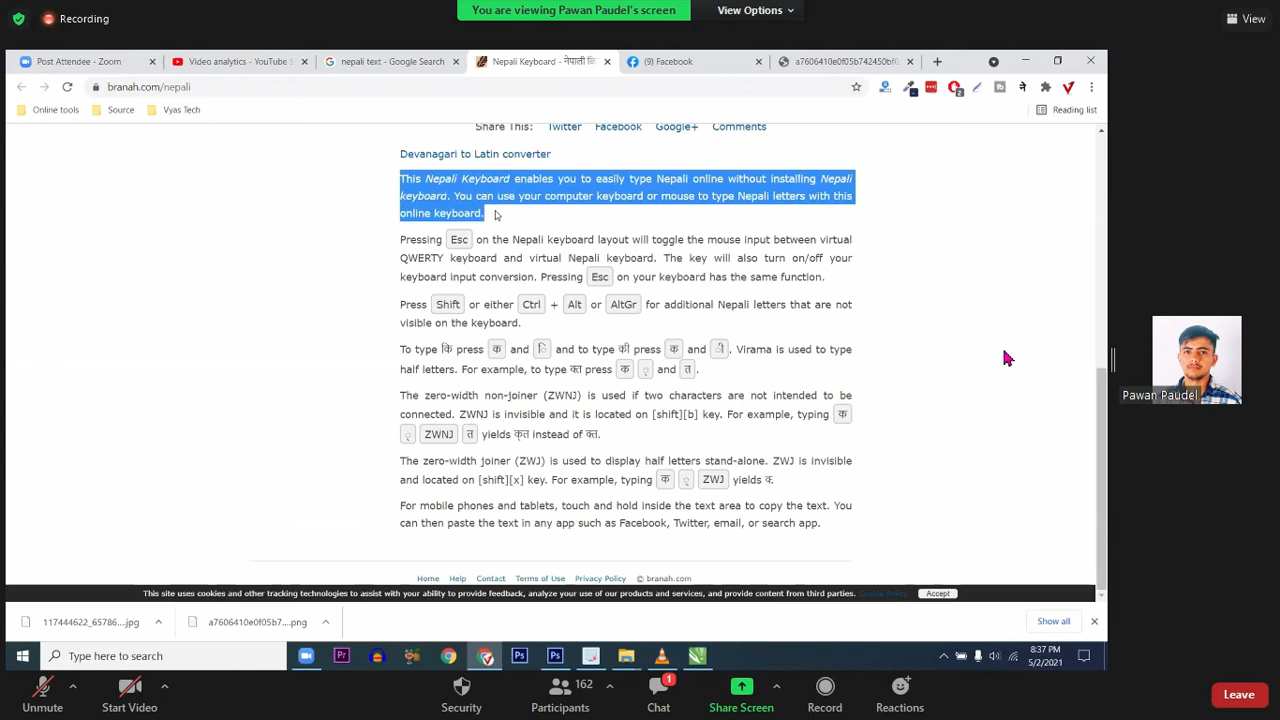 Recording
You are viewing Pawan Paudel's screen
View Options
View
Post Attendee - Zoom
Video analytics - YouTube S
nepali text - Google Search
Nepali Keyboard - नेपाली कि
(9) Facebook
a7606410e0f05b742450bf6
branah.com/nepali
Online tools
Source
Vyas Tech
Reading list
Share This: Twitter Facebook Google+ Comments
Devanagari to Latin converter
This Nepali Keyboard enables you to easily type Nepali online without installing Nepali
keyboard. You can use your computer keyboard or mouse to type Nepali letters with this
online keyboard.
Pressing Esc on the Nepali keyboard layout will toggle the mouse input between virtual
QWERTY keyboard and virtual Nepali keyboard. The key will also turn on/off your
keyboard input conversion. Pressing Esc on your keyboard has the same function.
Press Shift or either Ctrl + Alt or AltGr for additional Nepali letters that are not
visible on the keyboard.
To type कि press क and ि and to type की press क and ी. Virama is used to type
half letters. For example, to type क्त press क ् and त.
The zero-width non-joiner (ZWNJ) is used if two characters are not intended to be
connected. ZWNJ is invisible and it is located on [shift][b] key. For example, typing क
् ZWNJ त yields क्‌त instead of क्त.
The zero-width joiner (ZWJ) is used to display half letters stand-alone. ZWJ is invisible
and located on [shift][x] key. For example, typing क ् ZWJ yields क्‍.
For mobile phones and tablets, touch and hold inside the text area to copy the text. You
can then paste the text in any app such as Facebook, Twitter, email, or search app.
Home Help Contact Terms of Use Privacy Policy © branah.com
This site uses cookies and other tracking technologies to assist with your ability to provide feedback, analyze your use of our products and services, and provide content from third parties. Cookie Policy Accept
117444622_65786....jpg
a7606410e0f05b7....png
Show all
Type here to search
8:37 PM
5/2/2021
Pawan Paudel
Unmute
Start Video
Security
Participants 162
Chat 1
Share Screen
Record
Reactions
Leave